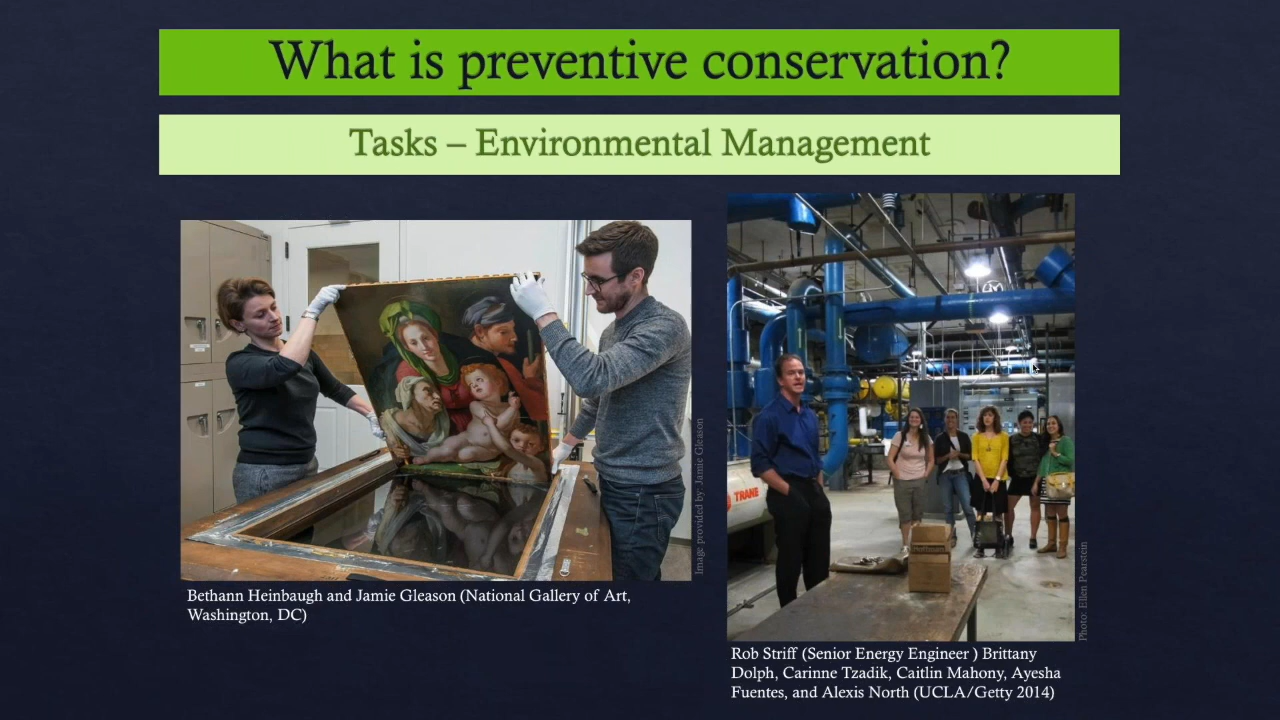 What is preventive conservation?
Tasks – Environmental Management
Image provided by: Jamie Gleason
TRANE
Bethann Heinbaugh and Jamie Gleason (National Gallery of Art,
Washington, DC)
Photo: Ellen Pearlstein
Rob Striff (Senior Energy Engineer ) Brittany
Dolph, Carinne Tzadik, Caitlin Mahony, Ayesha
Fuentes, and Alexis North (UCLA/Getty 2014)